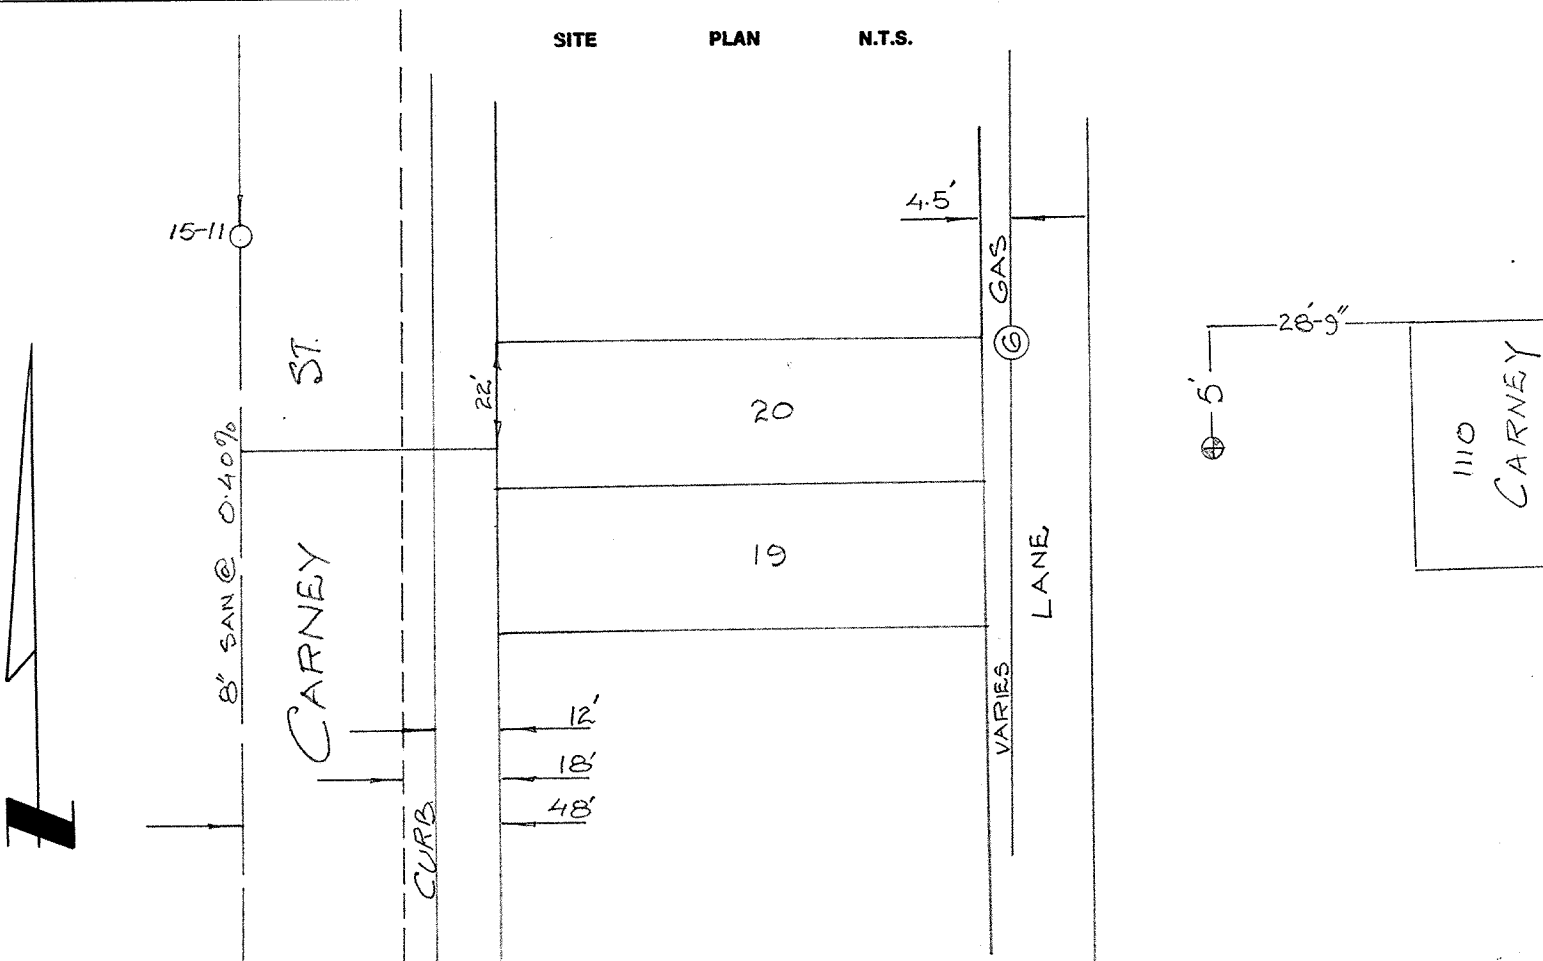 SITE PLAN N.T.S.
4.5'
15-11
GAS
G
28'-9"
ST.
22'
20
5'
1110
CARNEY
8" SAN @ 0.40%
19
CARNEY
LANE
VARIES
12'
18'
48'
CURB